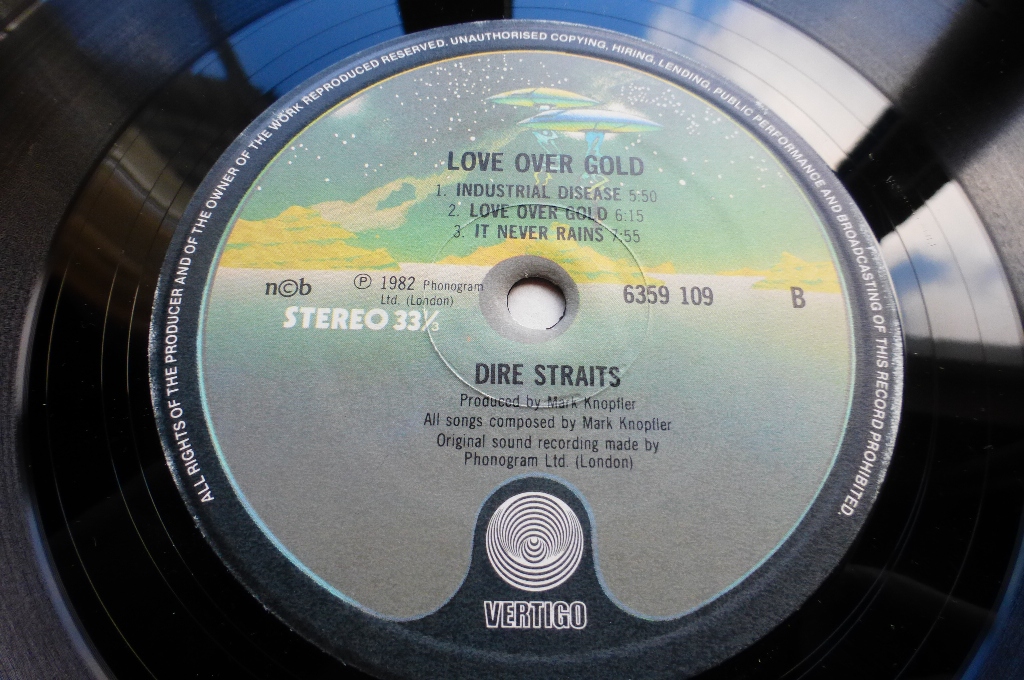 ALL RIGHTS OF THE PRODUCER AND OF THE OWNER OF THE WORK REPRODUCED RESERVED. UNAUTHORISED COPYING, HIRING, LENDING, PUBLIC PERFORMANCE AND BROADCASTING OF THIS RECORD PROHIBITED.
LOVE OVER GOLD
1. INDUSTRIAL DISEASE 5:50
2. LOVE OVER GOLD 6:15
3. IT NEVER RAINS 7:55
n©b
℗ 1982 Phonogram
Ltd. (London)
STEREO 33⅓
6359 109
B
DIRE STRAITS
Produced by Mark Knopfler
All songs composed by Mark Knopfler
Original sound recording made by
Phonogram Ltd. (London)
VERTIGO